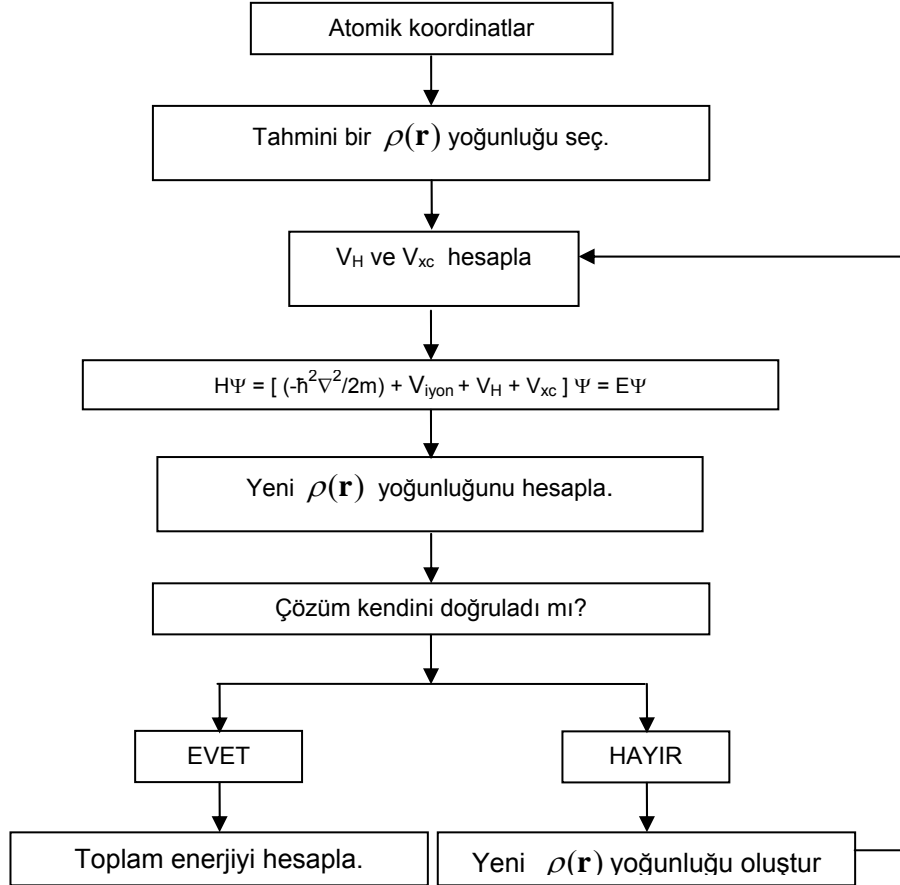 Atomik koordinatlar
Tahmini bir ρ(r) yoğunluğu seç.
V_H ve V_xc hesapla
HΨ = [ (-ħ²∇²/2m) + V_iyon + V_H + V_xc ] Ψ = EΨ
Yeni ρ(r) yoğunluğunu hesapla.
Çözüm kendini doğruladı mı?
EVET
HAYIR
Toplam enerjiyi hesapla.
Yeni ρ(r) yoğunluğu oluştur